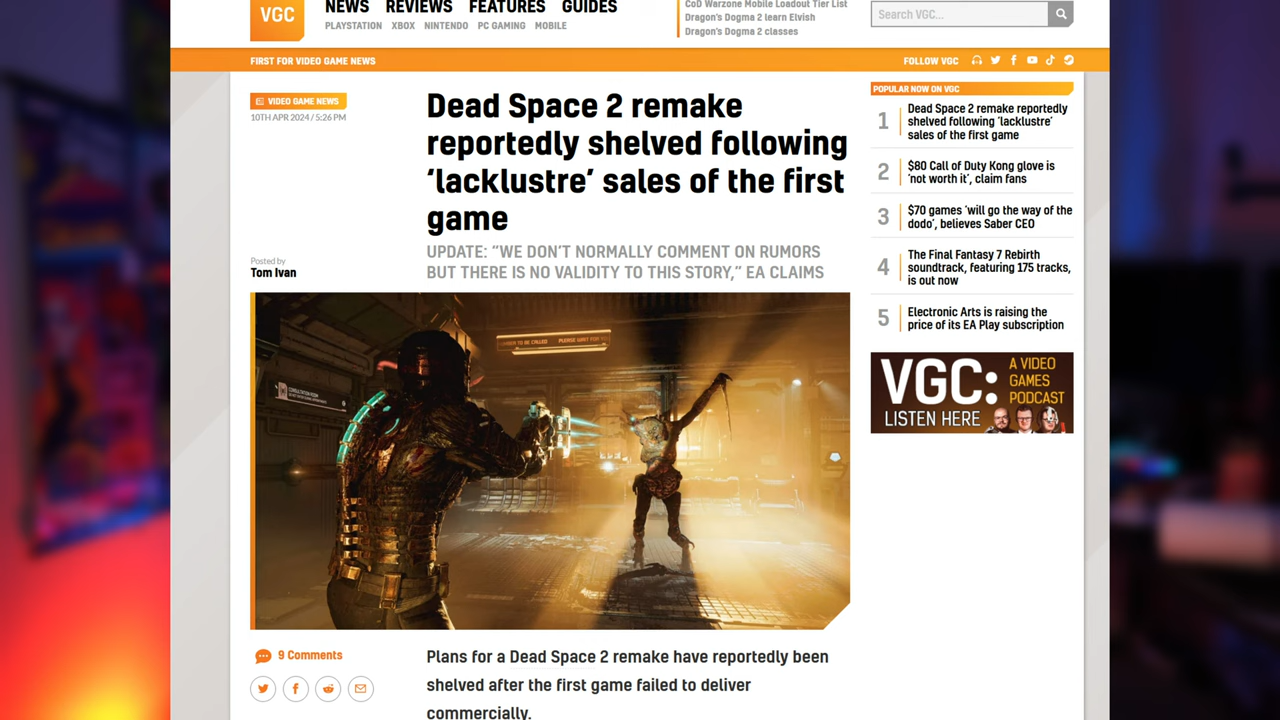 VGC
NEWS REVIEWS FEATURES GUIDES
PLAYSTATION XBOX NINTENDO PC GAMING MOBILE
CoD Warzone Mobile Loadout Tier List
Dragon's Dogma 2 learn Elvish
Dragon's Dogma 2 classes
Search VGC...
FIRST FOR VIDEO GAME NEWS
FOLLOW VGC
VIDEO GAME NEWS
10TH APR 2024 / 5:26 PM
Dead Space 2 remake
reportedly shelved following
‘lacklustre’ sales of the first
game
UPDATE: “WE DON’T NORMALLY COMMENT ON RUMORS
BUT THERE IS NO VALIDITY TO THIS STORY,” EA CLAIMS
Posted by
Tom Ivan
PLEASE WAIT FOR
CONSULTATION ROOM
9 Comments
Plans for a Dead Space 2 remake have reportedly been
shelved after the first game failed to deliver
commercially.
POPULAR NOW ON VGC
1 Dead Space 2 remake reportedly
shelved following ‘lacklustre’
sales of the first game
2 $80 Call of Duty Kong glove is
‘not worth it’, claim fans
3 $70 games ‘will go the way of the
dodo’, believes Saber CEO
4 The Final Fantasy 7 Rebirth
soundtrack, featuring 175 tracks,
is out now
5 Electronic Arts is raising the
price of its EA Play subscription
VGC:
A VIDEO
GAMES
PODCAST
LISTEN HERE